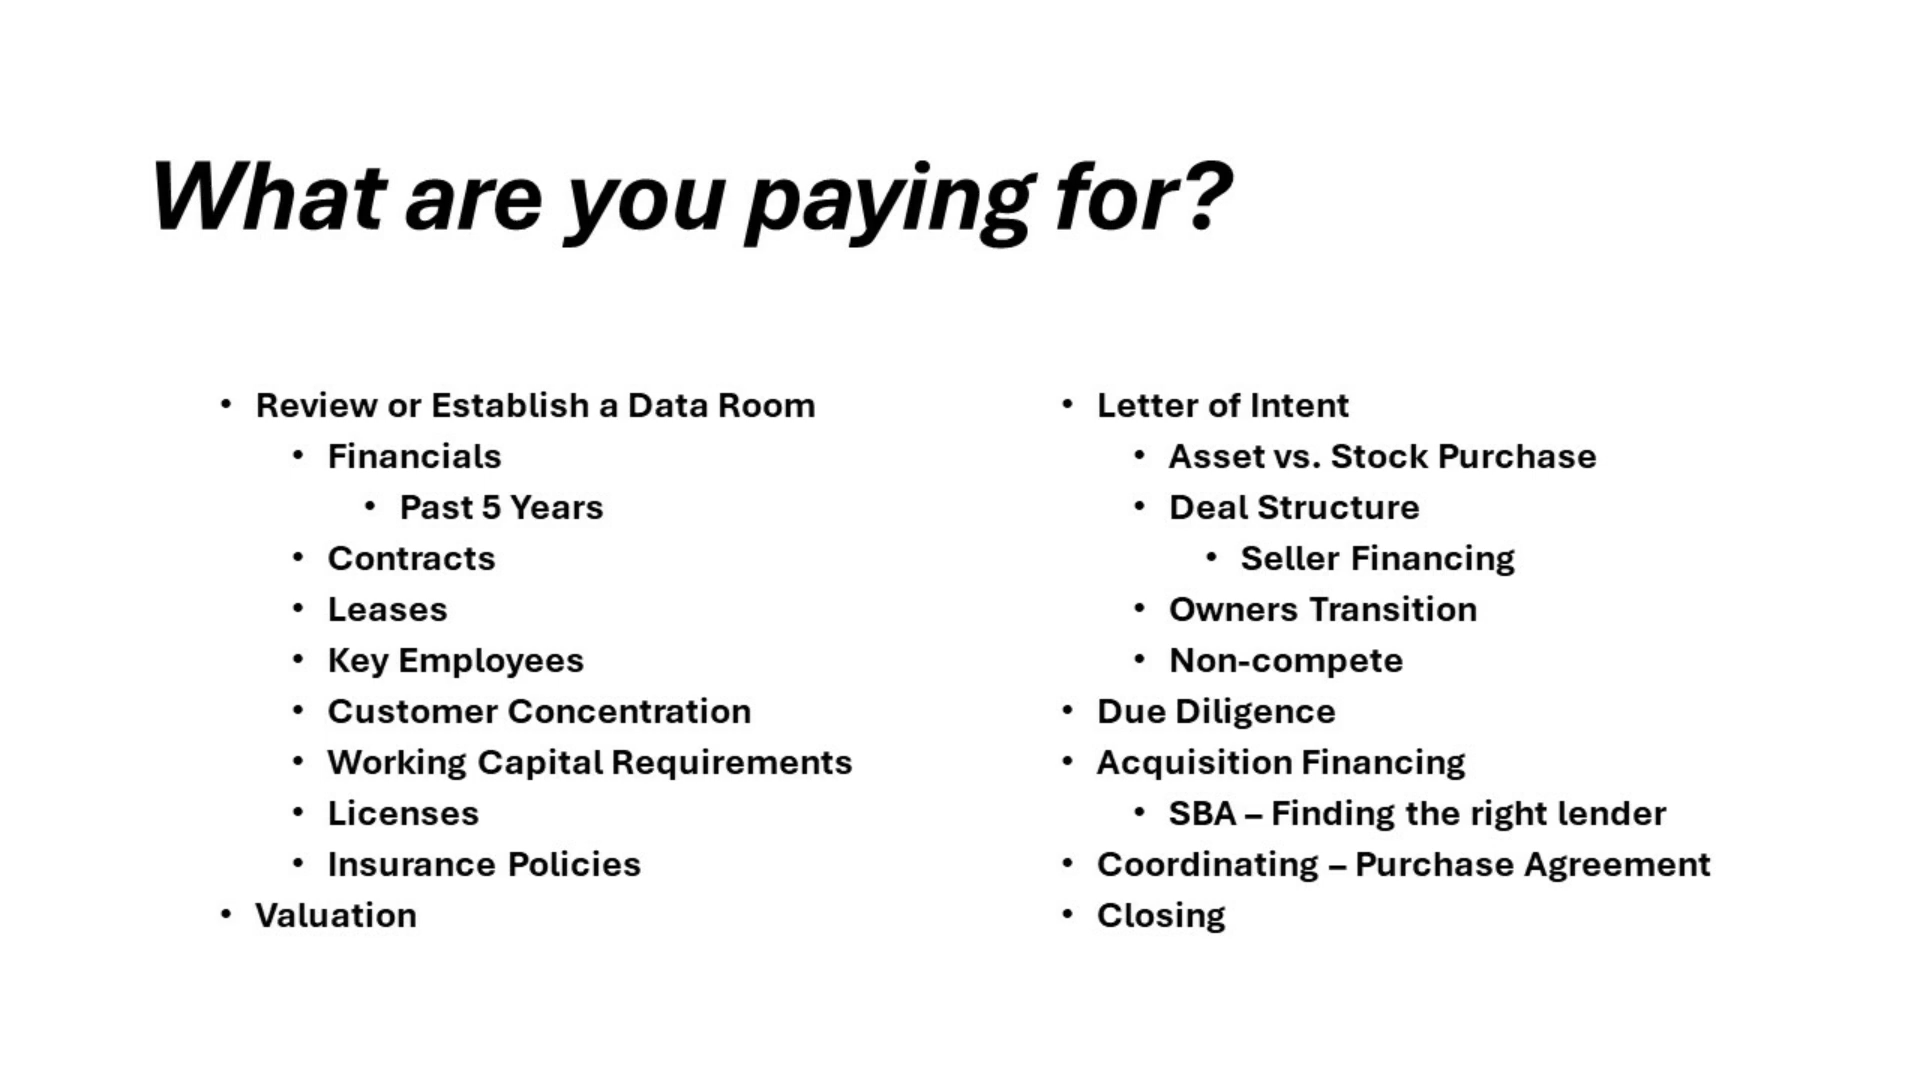 What are you paying for?
• Review or Establish a Data Room
• Financials
• Past 5 Years
• Contracts
• Leases
• Key Employees
• Customer Concentration
• Working Capital Requirements
• Licenses
• Insurance Policies
• Valuation
• Letter of Intent
• Asset vs. Stock Purchase
• Deal Structure
• Seller Financing
• Owners Transition
• Non-compete
• Due Diligence
• Acquisition Financing
• SBA – Finding the right lender
• Coordinating – Purchase Agreement
• Closing